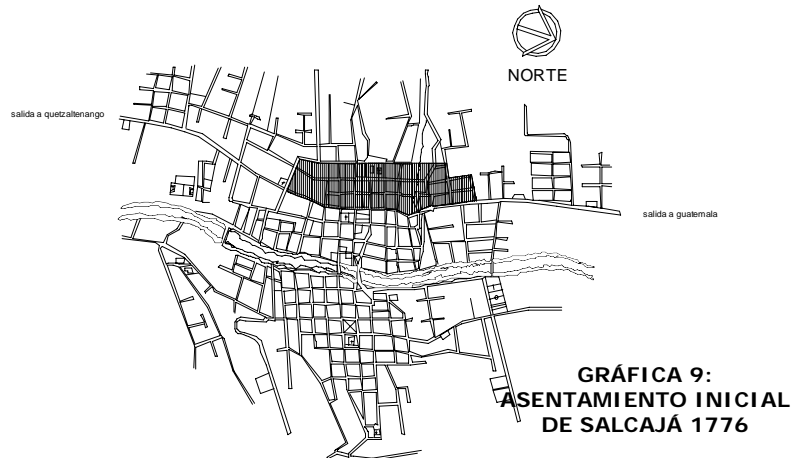 NORTE
salida a quetzaltenango
salida a guatemala
GRÁFICA 9:
ASENTAMIENTO INICIAL
DE SALCAJÁ 1776